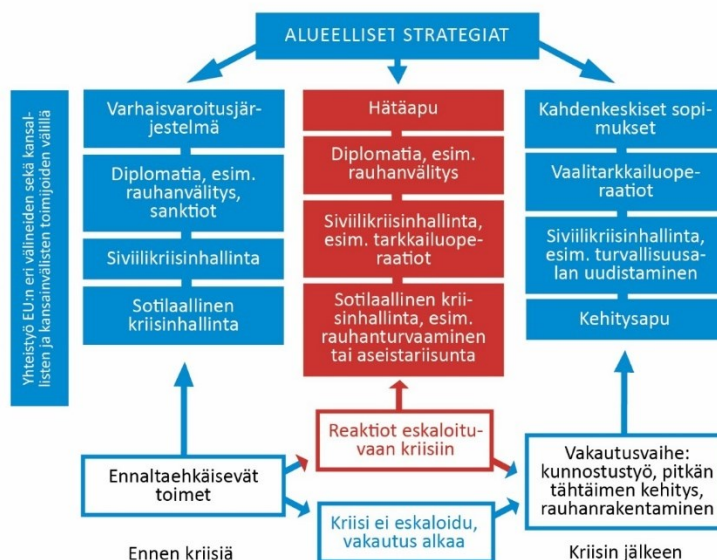 ALUEELLISET STRATEGIAT
Yhteistyö EU:n eri välineiden sekä kansal-
listen ja kansainvälisten toimijoiden välillä
Varhaisvaroitusjär-
jestelmä
Diplomatia, esim.
rauhanvälitys,
sanktiot
Siviilikriisinhallinta
Sotilaallinen
kriisinhallinta
Hätäapu
Diplomatia, esim.
rauhanvälitys
Siviilikriisinhallinta,
esim. tarkkailuope-
raatiot
Sotilaallinen krii-
sinhallinta, esim.
rauhanturvaaminen
tai aseistariisunta
Kahdenkeskiset sopi-
mukset
Vaalitarkkailuope-
raatiot
Siviilikriisinhallinta,
esim. turvallisuusa-
lan uudistaminen
Kehitysapu
Ennaltaehkäisevät
toimet
Reaktiot eskaloitu-
vaan kriisiin
Kriisi ei eskaloidu,
vakautus alkaa
Vakautusvaihe:
kunnostustyö, pitkän
tähtäimen kehitys,
rauhanrakentaminen
Ennen kriisiä
Kriisin jälkeen